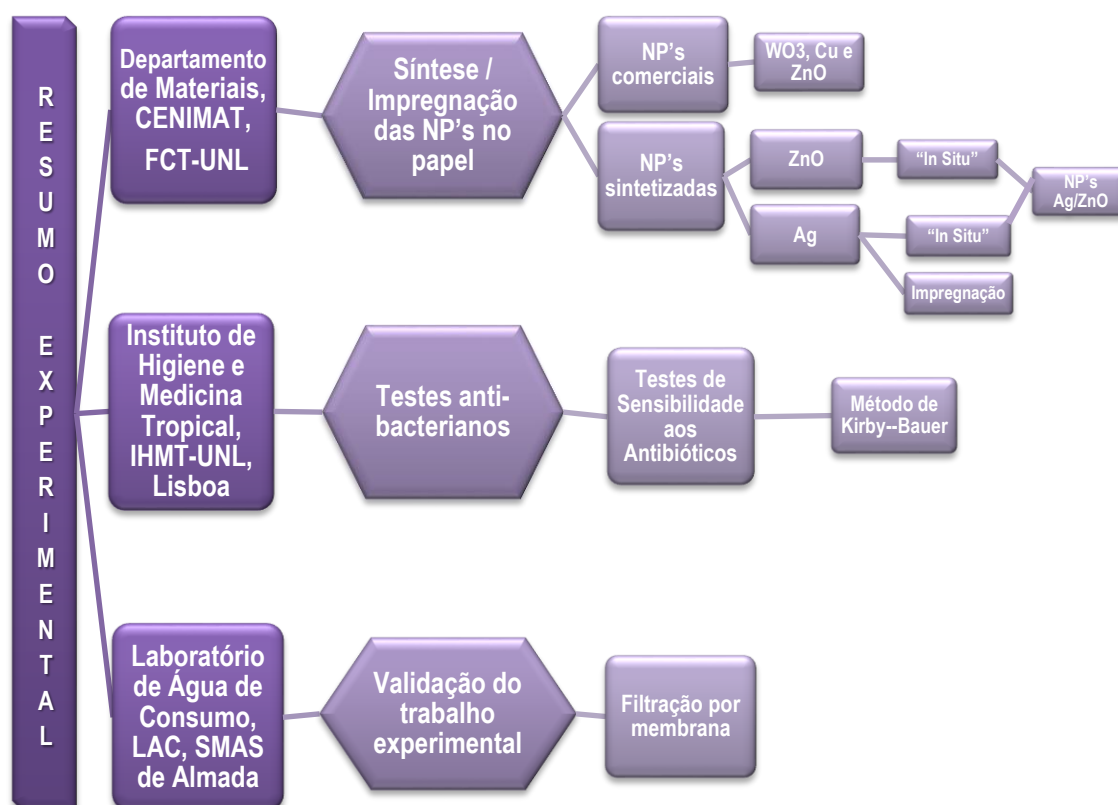 RESUMO EXPERIMENTAL
Departamento
de Materiais,
CENIMAT,
FCT-UNL
Síntese /
Impregnação
das NP's no
papel
NP's
comerciais
WO3, Cu e
ZnO
NP's
sintetizadas
ZnO
“In Situ”
Ag
“In Situ”
Impregnação
NP's
Ag/ZnO
Instituto de
Higiene e
Medicina
Tropical,
IHMT-UNL,
Lisboa
Testes anti-
bacterianos
Testes de
Sensibilidade
aos
Antibióticos
Método de
Kirby--Bauer
Laboratório
de Água de
Consumo,
LAC, SMAS
de Almada
Validação do
trabalho
experimental
Filtração por
membrana